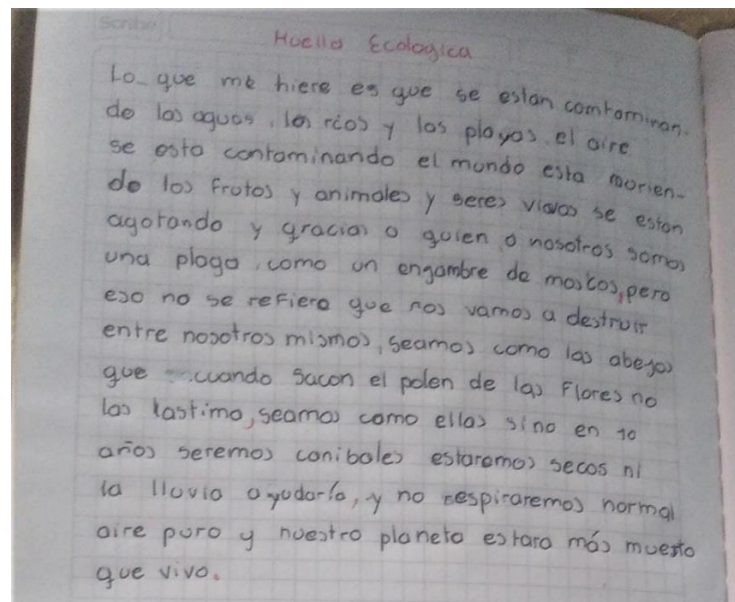 Scribe
Huella Ecologica
Lo que me hiere es que se estan contaminan-
do las aguas, los rios y las playas, el aire
se esta contaminando el mundo esta morien-
do los frutos y animales y seres vivos se estan
agotando y gracias a quien a nosotros somos
una plaga, como un engambre de moscos, pero
eso no se refiere que nos vamos a destruir
entre nosotros mismos, seamos como las abejas
que cuando sacan el polen de las flores no
las lastima, seamos como ellas sino en 10
años seremos canibales estaremos secos ni
la lluvia ayudaria, y no respiraremos normal
aire puro y nuestro planeta estara más muerto
que vivo.